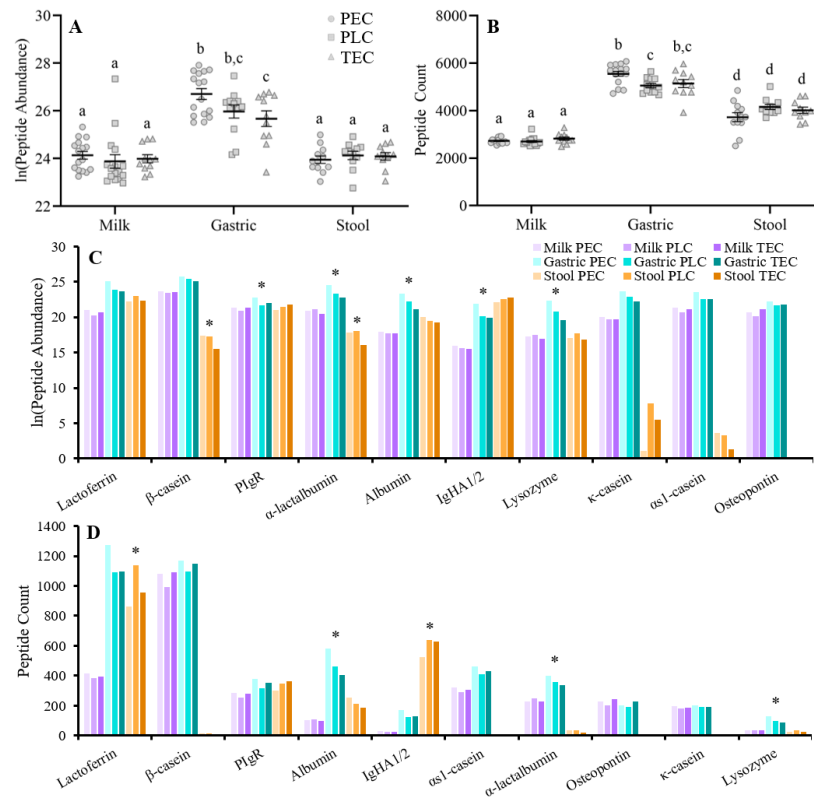 A
PEC
PLC
TEC
ln(Peptide Abundance)
30
28
26
24
22
a
a
a
b
b,c
c
a
a
a
Milk
Gastric
Stool
B
Peptide Count
8000
6000
4000
2000
0
a
a
a
b
c
b,c
d
d
d
Milk
Gastric
Stool
C
Milk PEC
Milk PLC
Milk TEC
Gastric PEC
Gastric PLC
Gastric TEC
Stool PEC
Stool PLC
Stool TEC
ln(Peptide Abundance)
30
25
20
15
10
5
0
*
*
*
*
*
*
*
Lactoferrin
β-casein
PIgR
α-lactalbumin
Albumin
IgHA1/2
Lysozyme
κ-casein
αs1-casein
Osteopontin
D
Peptide Count
1400
1200
1000
800
600
400
200
0
*
*
*
*
*
Lactoferrin
β-casein
PIgR
Albumin
IgHA1/2
αs1-casein
α-lactalbumin
Osteopontin
κ-casein
Lysozyme